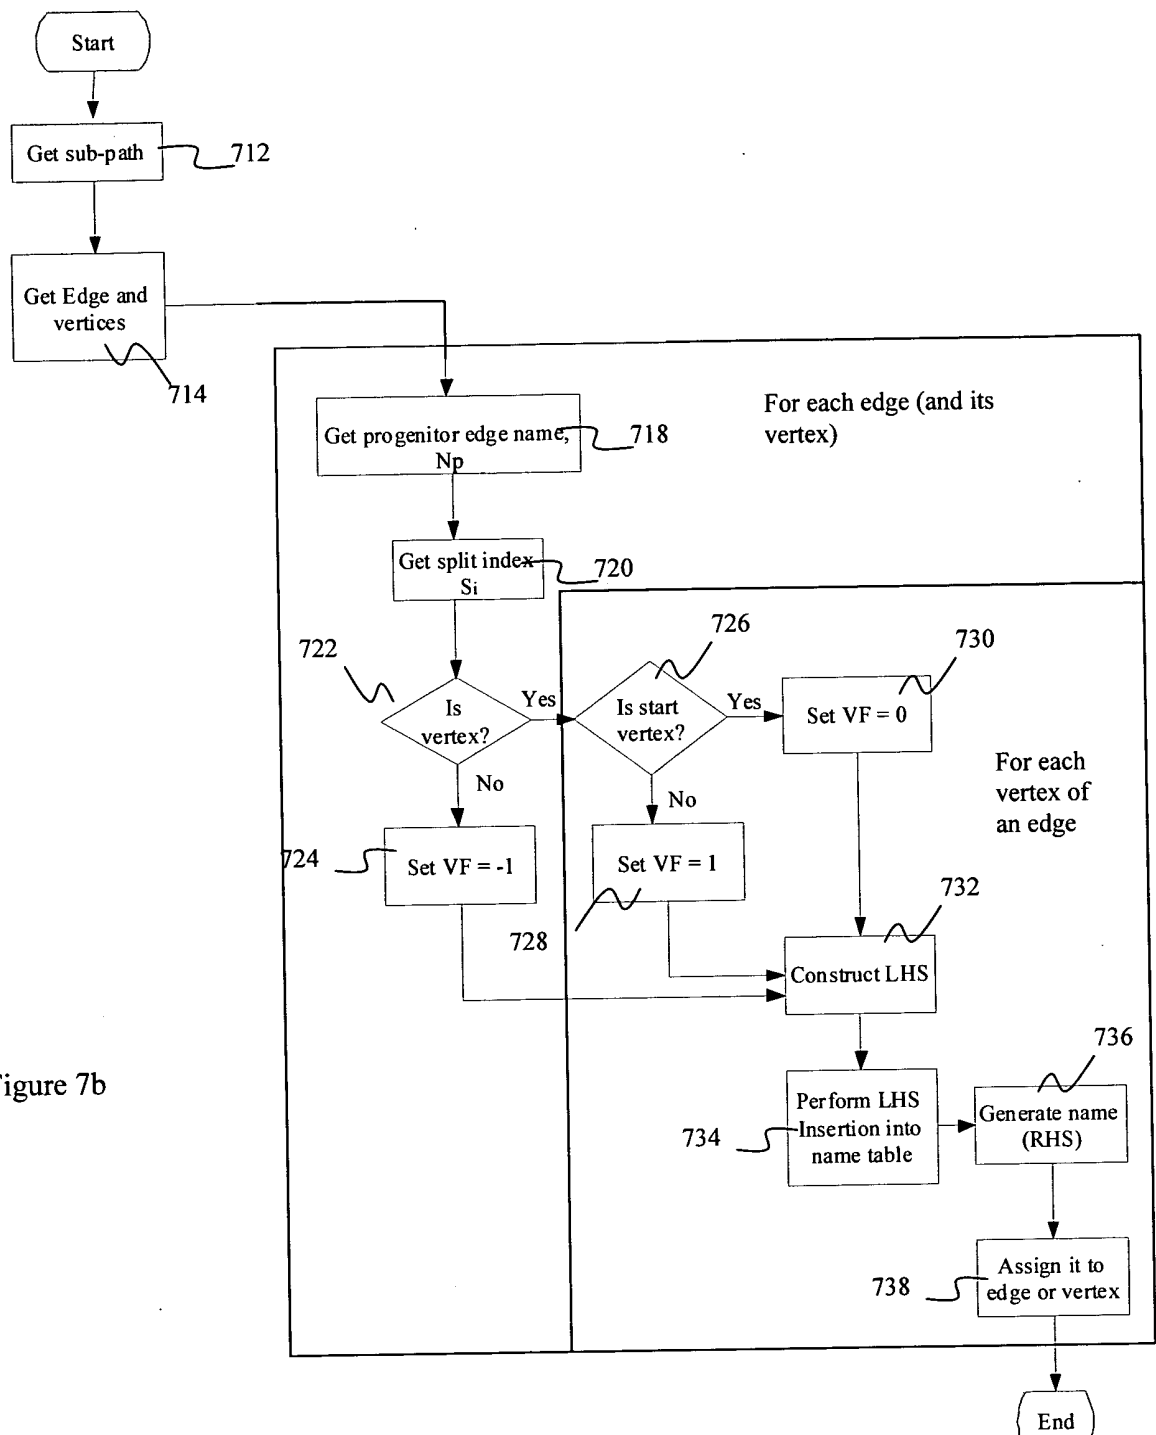 Start
Get sub-path
712
Get Edge and
vertices
714
For each edge (and its
vertex)
Get progenitor edge name,
Np
718
Get split index
Si
720
722
Is
vertex?
Yes
No
724
Set VF = -1
726
Is start
vertex?
Yes
No
730
Set VF = 0
For each
vertex of
an edge
Set VF = 1
728
732
Construct LHS
734
Perform LHS
Insertion into
name table
736
Generate name
(RHS)
738
Assign it to
edge or vertex
End
igure 7b